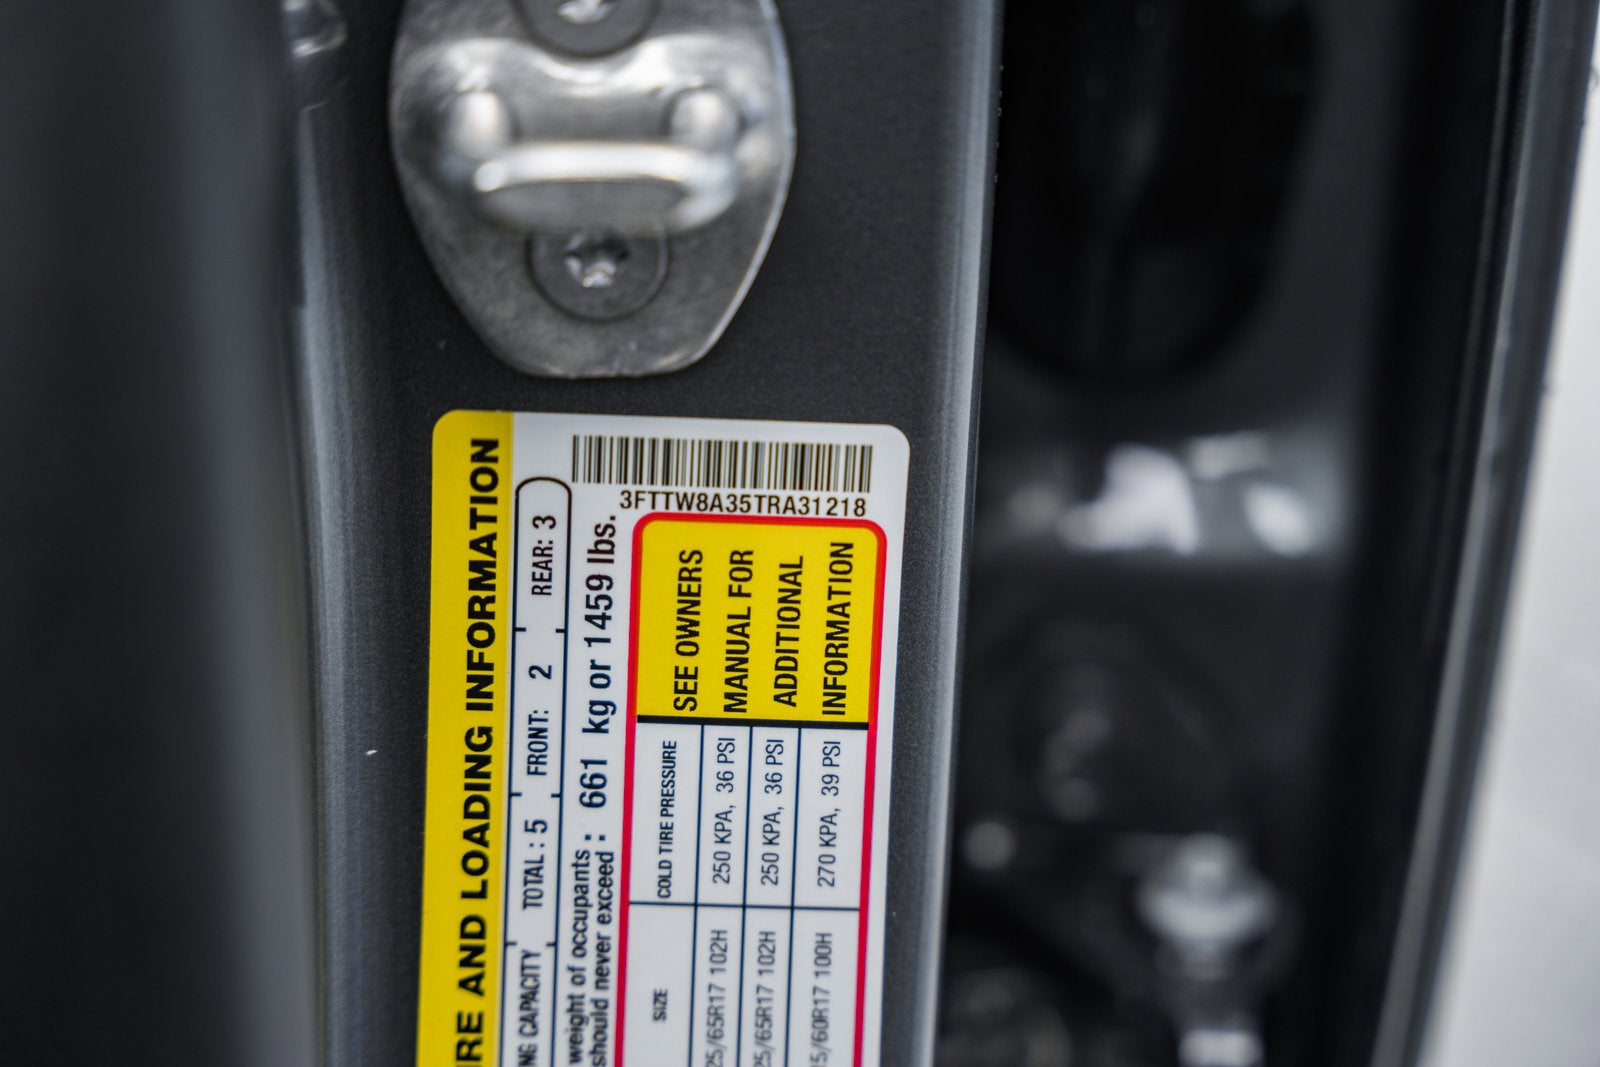 3FTTW8A35TRA31218
IRE AND LOADING INFORMATION
NG CAPACITY TOTAL: 5 FRONT: 2 REAR: 3
weight of occupants
should never exceed : 661 kg or 1459 lbs.
SIZE COLD TIRE PRESSURE SEE OWNERS
25/65R17 102H 250 KPA, 36 PSI MANUAL FOR
25/65R17 102H 250 KPA, 36 PSI ADDITIONAL
5/60R17 100H 270 KPA, 39 PSI INFORMATION